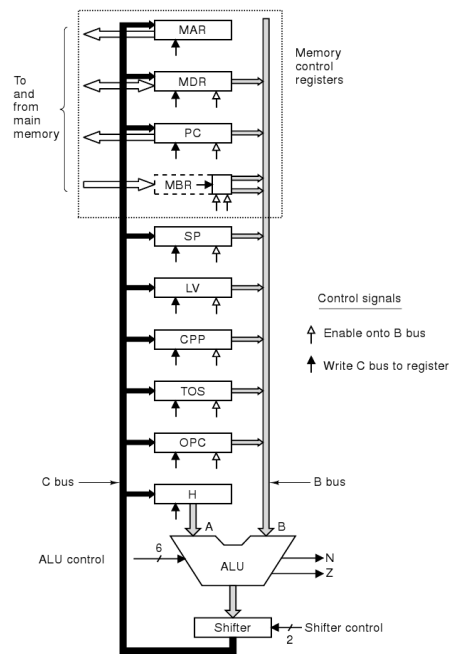 MAR
To
and
from
main
memory
Memory
control
registers
MDR
PC
MBR
SP
LV
CPP
TOS
OPC
H
Control signals
Enable onto B bus
Write C bus to register
C bus
B bus
A
B
6
ALU control
ALU
N
Z
Shifter
Shifter control
2